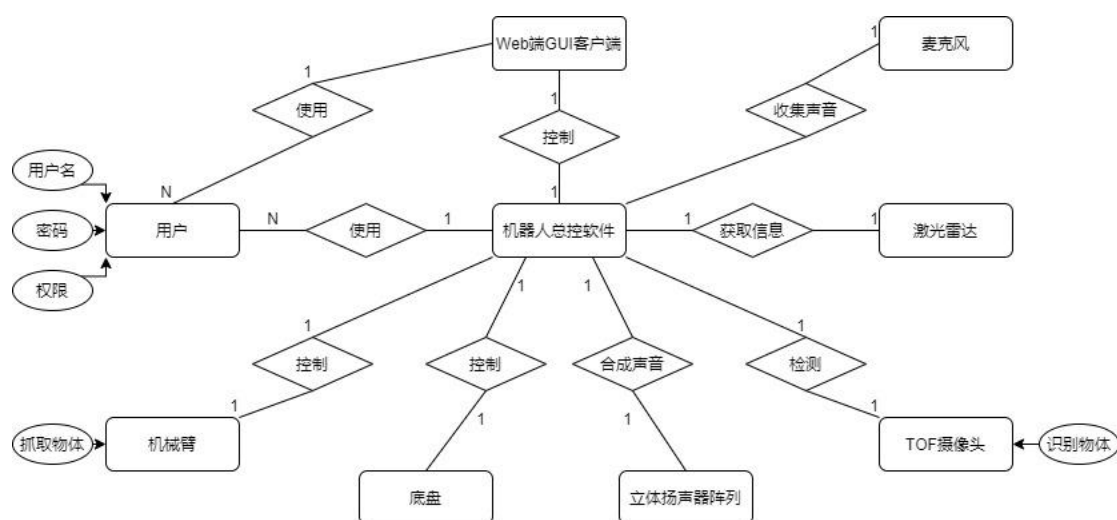 Web端GUI客户端
1
麦克风
1
1
使用
收集声音
控制
用户名
N
1
密码
用户
N
使用
1
机器人总控软件
1
获取信息
1
激光雷达
权限
1
1
1
1
控制
控制
合成声音
检测
1
1
1
1
抓取物体
机械臂
TOF摄像头
识别物体
底盘
立体扬声器阵列